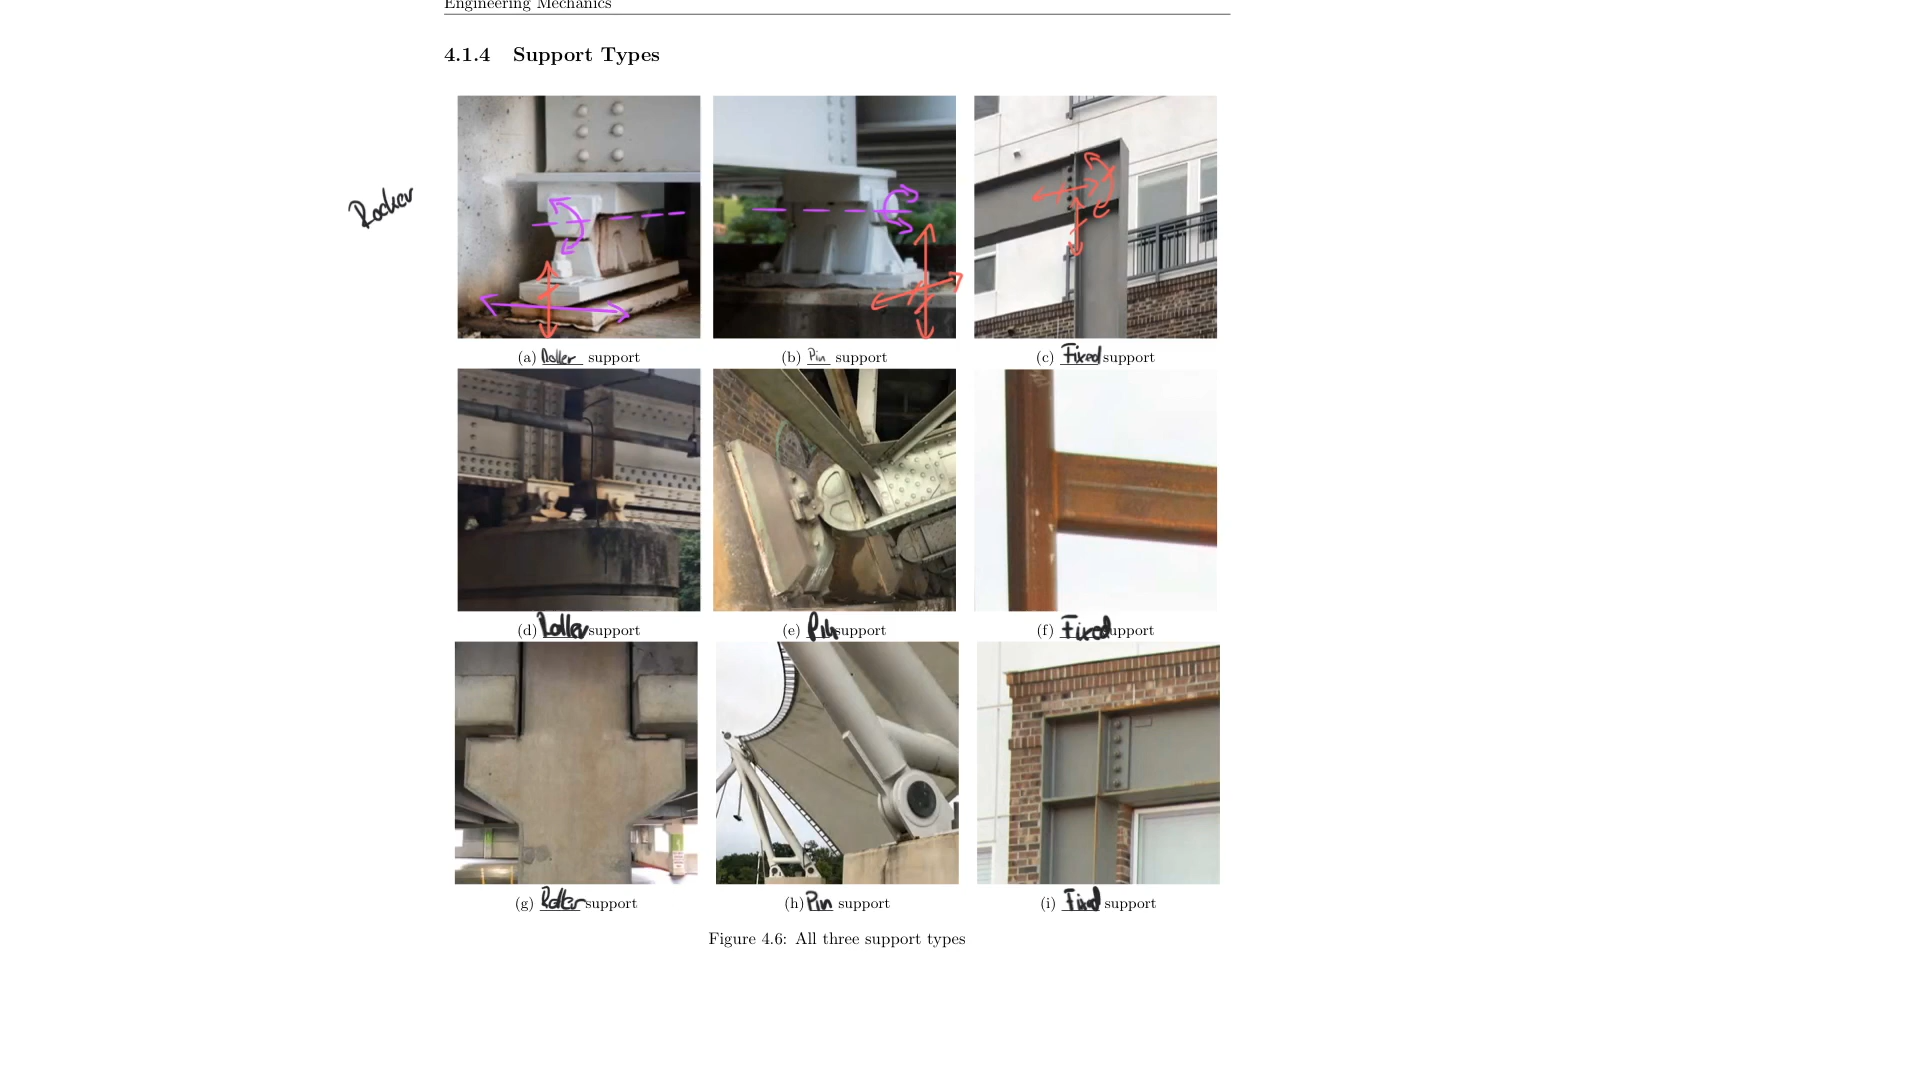 Engineering Mechanics
4.1.4 Support Types
Rocker
(a) Roller support
(b) Pin support
(c) Fixed support
(d) Roller support
(e) Pin support
(f) Fixed support
(g) Roller support
(h) Pin support
(i) Fixed support
Figure 4.6: All three support types